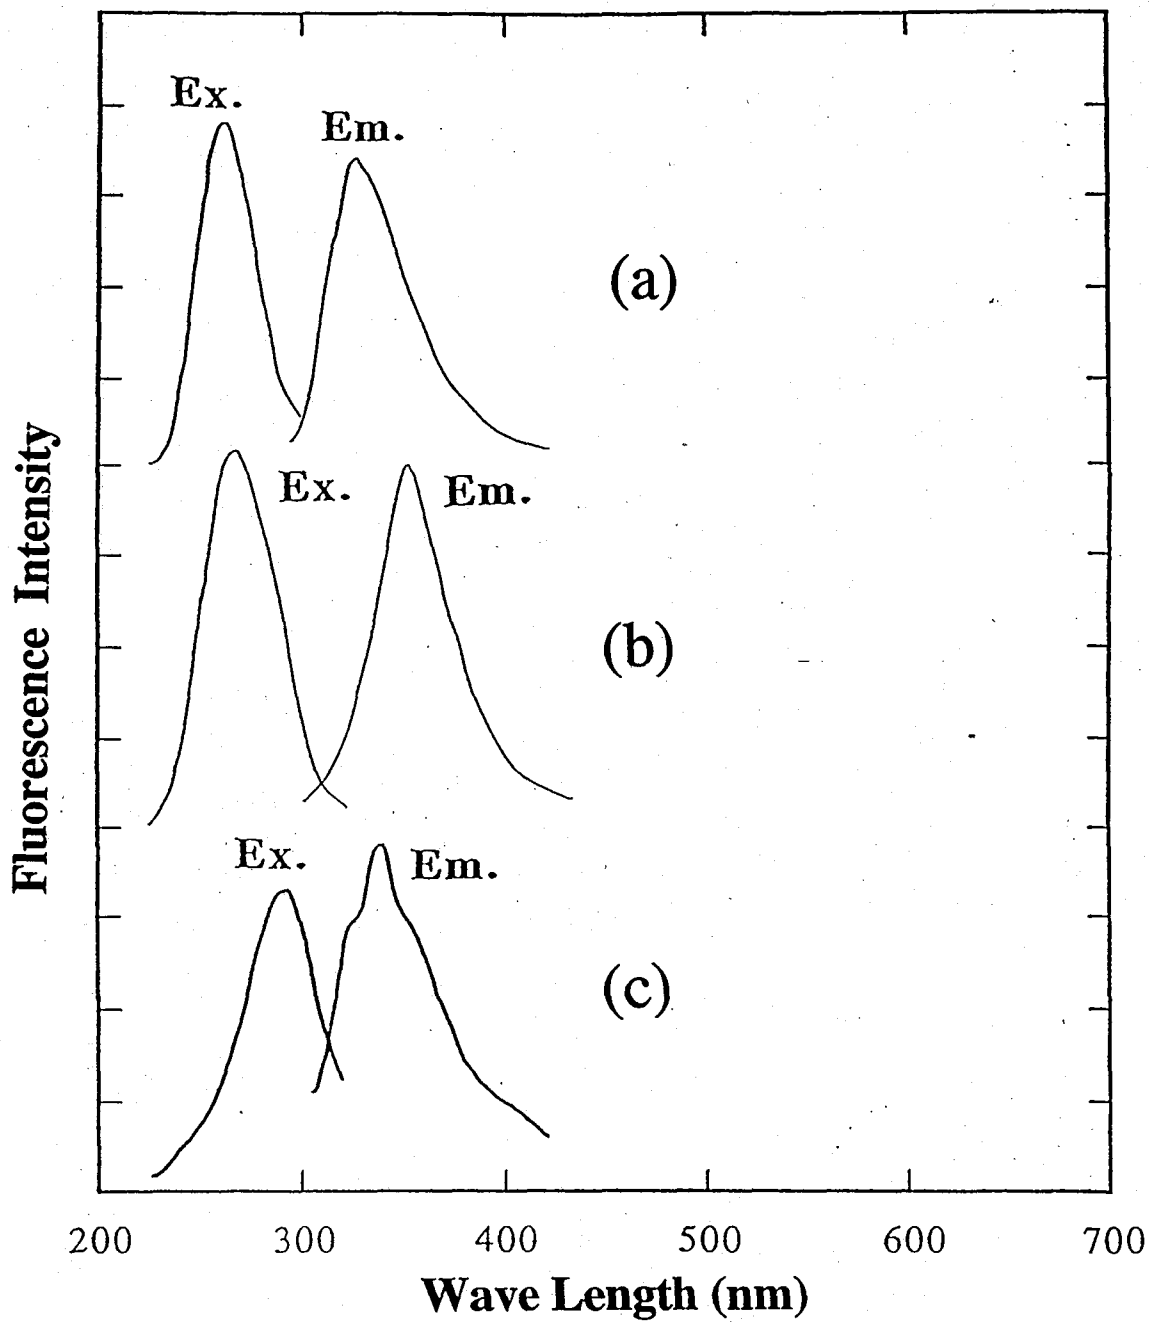 Ex.
Em.
(a)
Ex.
Em.
(b)
Ex.
Em.
(c)
Fluorescence Intensity
200 300 400 500 600 700
Wave Length (nm)